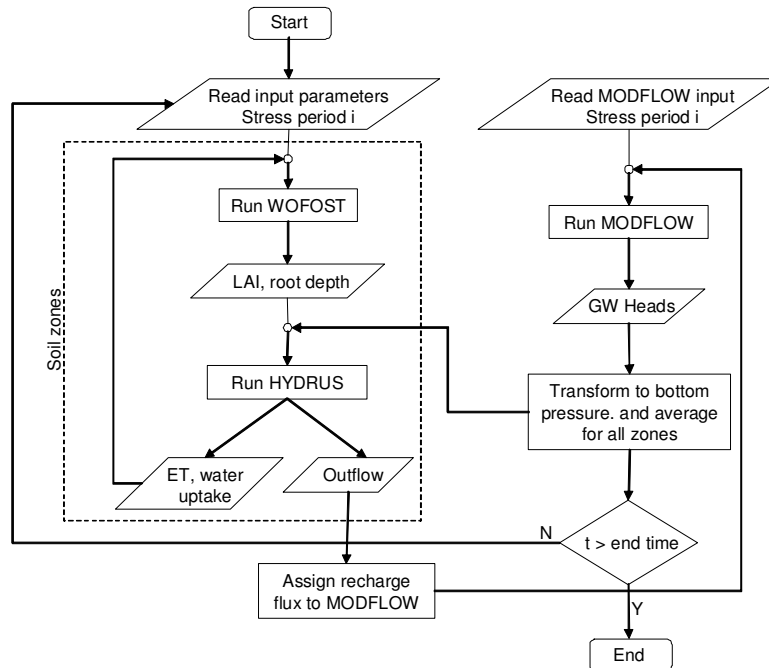 Start
Read input parameters
Stress period i
Read MODFLOW input
Stress period i
Run WOFOST
Run MODFLOW
LAI, root depth
GW Heads
Soil zones
Run HYDRUS
Transform to bottom
pressure. and average
for all zones
ET, water
uptake
Outflow
N
t > end time
Assign recharge
flux to MODFLOW
Y
End